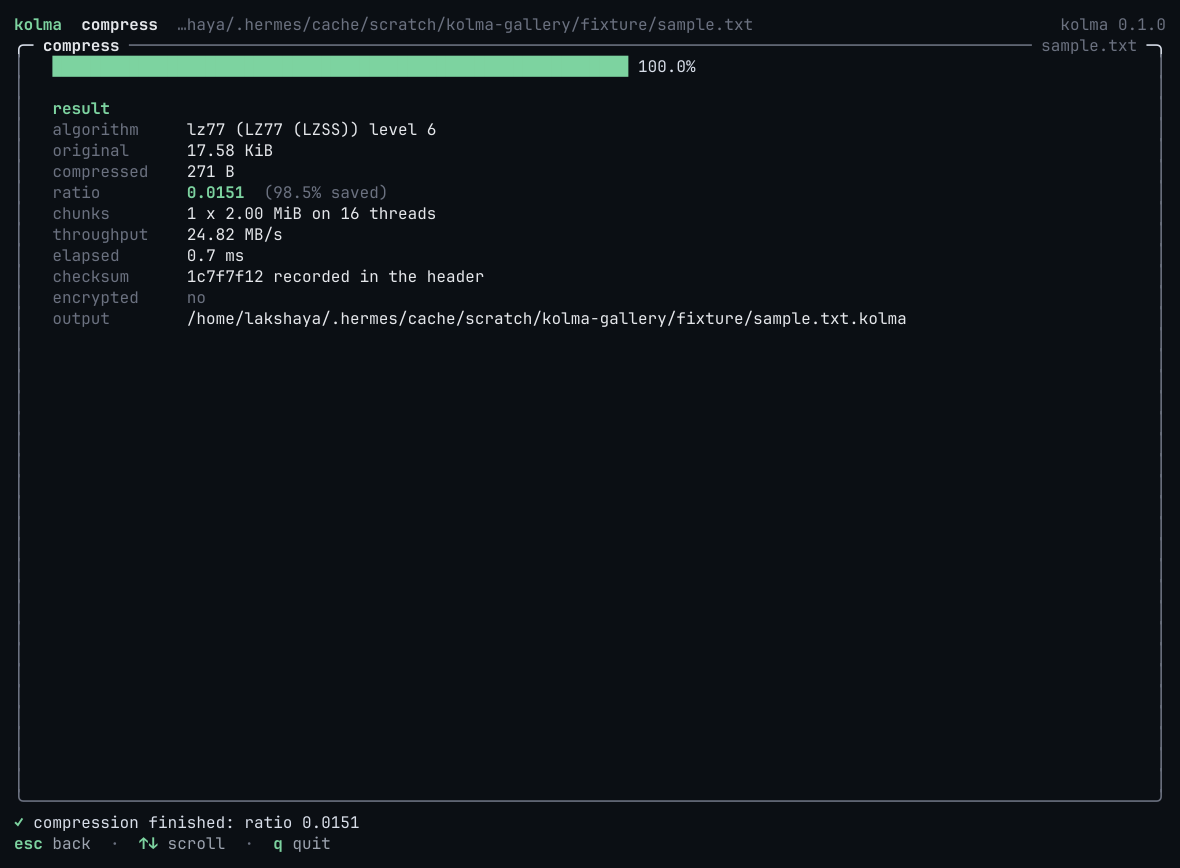 kolma  compress  …haya/.hermes/cache/scratch/kolma-gallery/fixture/sample.txt  kolma 0.1.0
compress  sample.txt
100.0%
result
algorithm  lz77 (LZ77 (LZSS)) level 6
original  17.58 KiB
compressed  271 B
ratio  0.0151  (98.5% saved)
chunks  1 x 2.00 MiB on 16 threads
throughput  24.82 MB/s
elapsed  0.7 ms
checksum  1c7f7f12 recorded in the header
encrypted  no
output  /home/lakshaya/.hermes/cache/scratch/kolma-gallery/fixture/sample.txt.kolma
✓ compression finished: ratio 0.0151
esc back  ·  ↑↓ scroll  ·  q quit